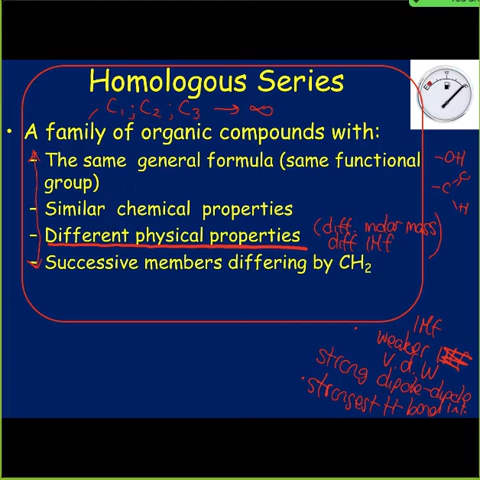 Homologous Series
, C1; C2; C3 → ∞
• A family of organic compounds with:
– The same general formula (same functional
group)
– Similar chemical properties
– Different physical properties
– Successive members differing by CH₂
–OH
–C
H
(diff. molar mass
diff IMf
)
IMf
weaker
V.d.W
strong dipole-dipole
strongest H-bond int.